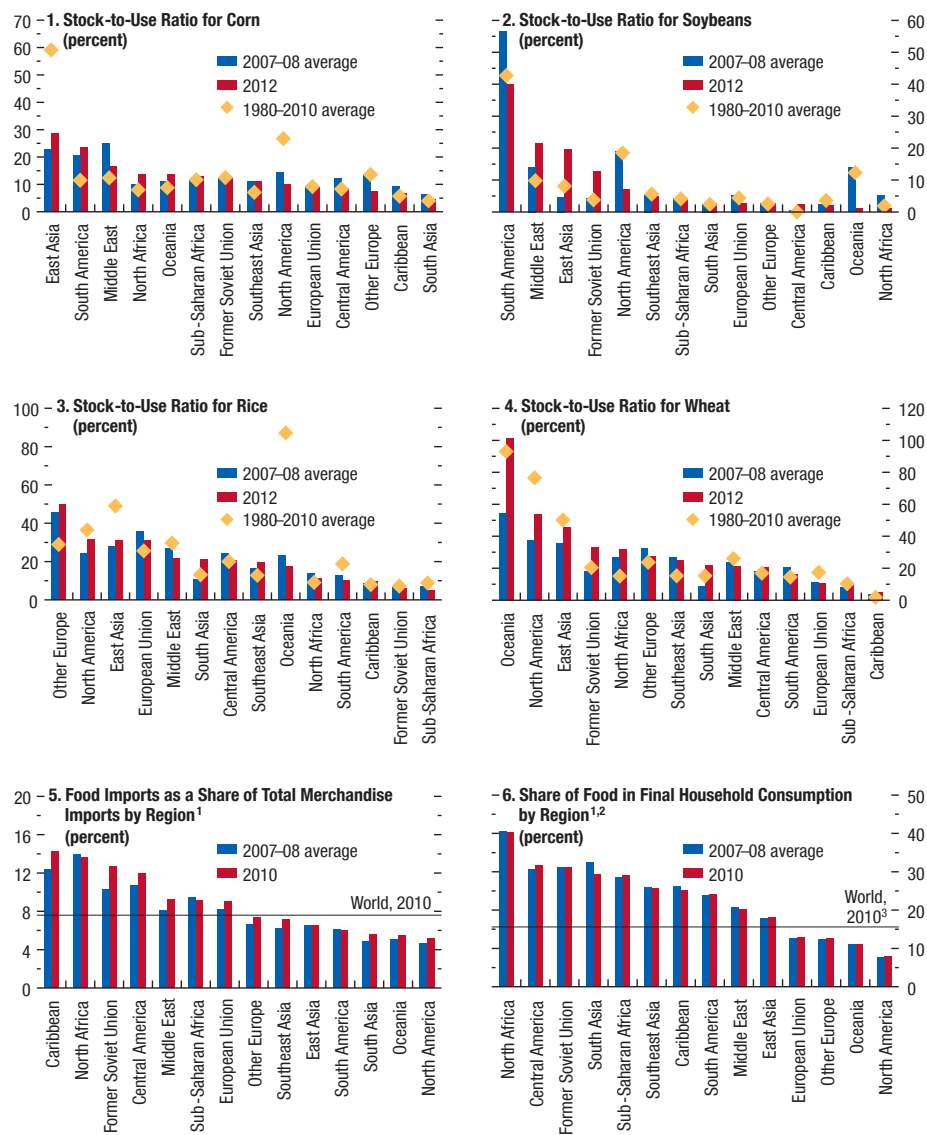 1. Stock-to-Use Ratio for Corn
(percent)
2007–08 average
2012
1980–2010 average
70
60
50
40
30
20
10
0
East Asia
South America
Middle East
North Africa
Oceania
Sub-Saharan Africa
Former Soviet Union
Southeast Asia
North America
European Union
Central America
Other Europe
Caribbean
South Asia
2. Stock-to-Use Ratio for Soybeans
(percent)
2007–08 average
2012
1980–2010 average
60
50
40
30
20
10
0
South America
Middle East
East Asia
Former Soviet Union
North America
Southeast Asia
Sub-Saharan Africa
South Asia
European Union
Other Europe
Central America
Caribbean
Oceania
North Africa
3. Stock-to-Use Ratio for Rice
(percent)
2007–08 average
2012
1980–2010 average
100
80
60
40
20
0
Other Europe
North America
East Asia
European Union
Middle East
South Asia
Central America
Southeast Asia
Oceania
North Africa
South America
Caribbean
Former Soviet Union
Sub-Saharan Africa
4. Stock-to-Use Ratio for Wheat
(percent)
2007–08 average
2012
1980–2010 average
120
100
80
60
40
20
0
Oceania
North America
East Asia
Former Soviet Union
North Africa
Other Europe
Southeast Asia
South Asia
Middle East
Central America
South America
European Union
Sub-Saharan Africa
Caribbean
5. Food Imports as a Share of Total Merchandise
Imports by Region1
(percent)
2007–08 average
2010
World, 2010
20
16
12
8
4
0
Caribbean
North Africa
Former Soviet Union
Central America
Middle East
Sub-Saharan Africa
European Union
Other Europe
Southeast Asia
East Asia
South America
South Asia
Oceania
North America
6. Share of Food in Final Household Consumption
by Region1,2
(percent)
2007–08 average
2010
World,
20103
50
40
30
20
10
0
North Africa
Central America
Former Soviet Union
South Asia
Sub-Saharan Africa
Southeast Asia
Caribbean
South America
Middle East
East Asia
European Union
Other Europe
Oceania
North America